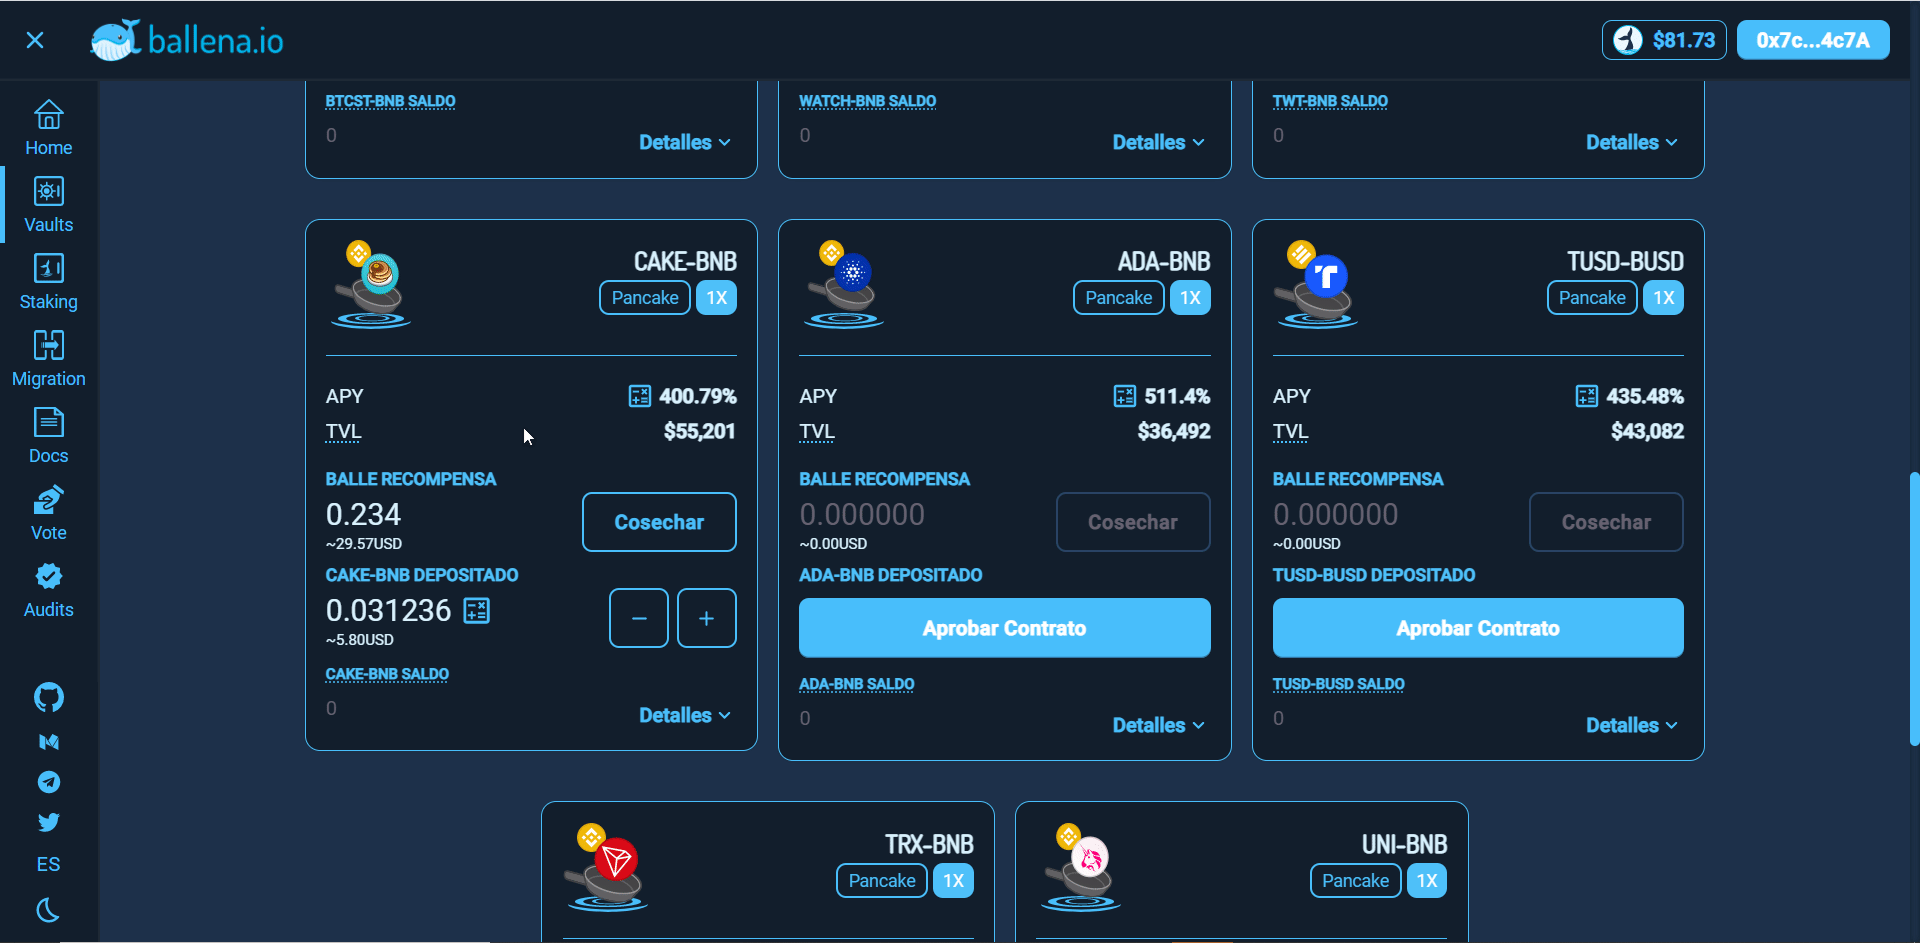 ballena.io
$81.73
0x7c...4c7A
Home
Vaults
Staking
Migration
Docs
Vote
Audits
ES
BTCST-BNB SALDO
0
Detalles
WATCH-BNB SALDO
0
Detalles
TWT-BNB SALDO
0
Detalles
CAKE-BNB
Pancake 1X
APY 400.79%
TVL $55,201
BALLE RECOMPENSA
0.234
~29.57USD
Cosechar
CAKE-BNB DEPOSITADO
0.031236
~5.80USD
− +
CAKE-BNB SALDO
0
Detalles
ADA-BNB
Pancake 1X
APY 511.4%
TVL $36,492
BALLE RECOMPENSA
0.000000
~0.00USD
Cosechar
ADA-BNB DEPOSITADO
Aprobar Contrato
ADA-BNB SALDO
0
Detalles
TUSD-BUSD
Pancake 1X
APY 435.48%
TVL $43,082
BALLE RECOMPENSA
0.000000
~0.00USD
Cosechar
TUSD-BUSD DEPOSITADO
Aprobar Contrato
TUSD-BUSD SALDO
0
Detalles
TRX-BNB
Pancake 1X
UNI-BNB
Pancake 1X